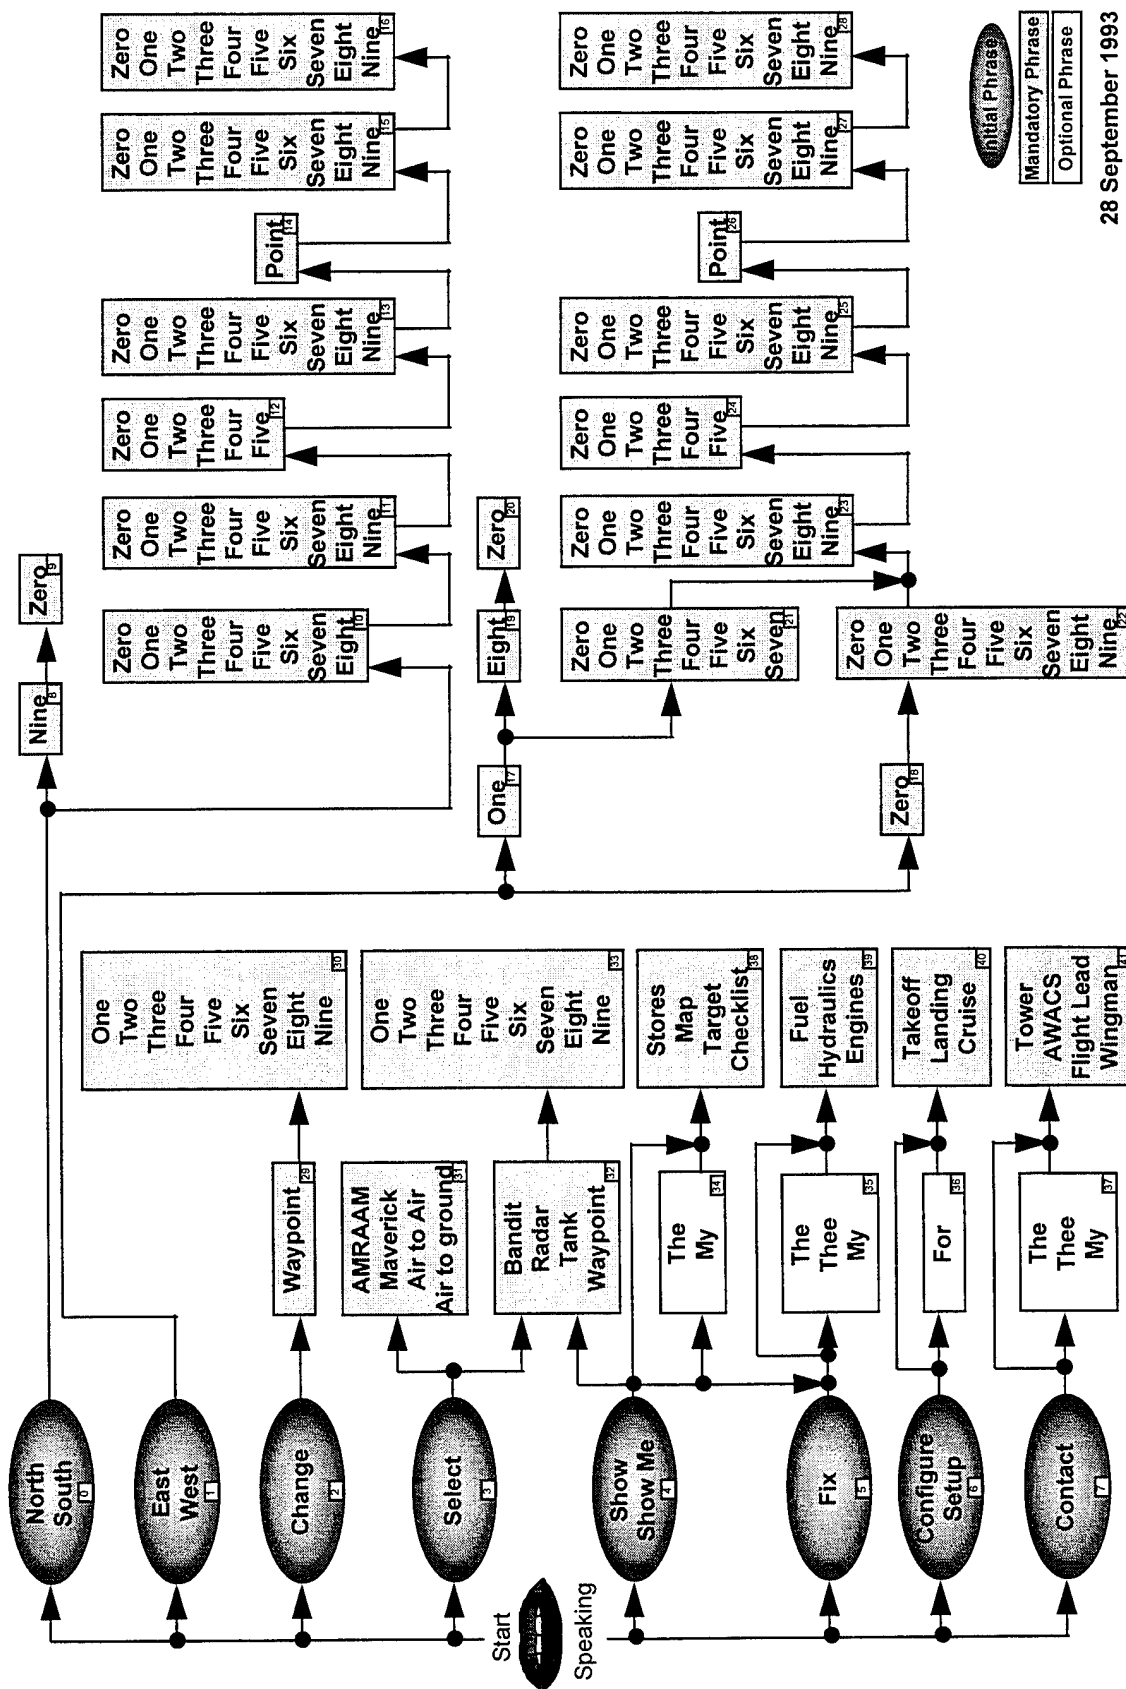 Start
Speaking
North
South
0
East
West
1
Change
2
Select
3
Show
Show Me
4
Fix
5
Configure
Setup
6
Contact
7
Nine
8
Zero
9
Zero
One
Two
Three
Four
Five
Six
Seven
Eight
10
Zero
One
Two
Three
Four
Five
Six
Seven
Eight
Nine
11
Zero
One
Two
Three
Four
Five
12
Zero
One
Two
Three
Four
Five
Six
Seven
Eight
Nine
13
Point
14
Zero
One
Two
Three
Four
Five
Six
Seven
Eight
Nine
15
Zero
One
Two
Three
Four
Five
Six
Seven
Eight
Nine
16
One
17
Zero
18
Eight
19
Zero
20
Zero
One
Two
Three
Four
Five
Six
Seven
21
Zero
One
Two
Three
Four
Five
Six
Seven
Eight
Nine
22
Zero
One
Two
Three
Four
Five
Six
Seven
Eight
Nine
23
Zero
One
Two
Three
Four
Five
24
Zero
One
Two
Three
Four
Five
Six
Seven
Eight
Nine
25
Point
26
Zero
One
Two
Three
Four
Five
Six
Seven
Eight
Nine
27
Zero
One
Two
Three
Four
Five
Six
Seven
Eight
Nine
28
Waypoint
29
One
Two
Three
Four
Five
Six
Seven
Eight
Nine
30
AMRAAM
Maverick
Air to Air
Air to ground
31
Bandit
Radar
Tank
Waypoint
32
One
Two
Three
Four
Five
Six
Seven
Eight
Nine
33
The
My
34
The
Thee
My
35
For
36
The
Thee
My
37
Stores
Map
Target
Checklist
38
Fuel
Hydraulics
Engines
39
Takeoff
Landing
Cruise
40
Tower
AWACS
Flight Lead
Wingman
41
Initial Phrase
Mandatory Phrase
Optional Phrase
28 September 1993